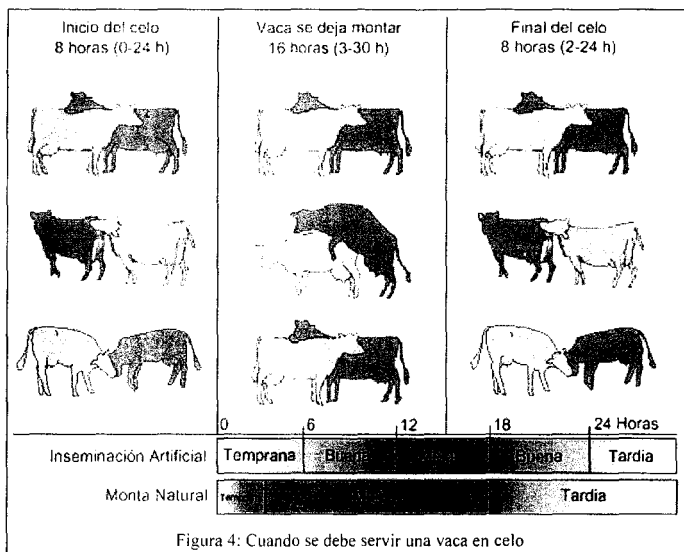 Inicio del celo
8 horas (0-24 h)
Vaca se deja montar
16 horas (3-30 h)
Final del celo
8 horas (2-24 h)
0 6 12 18 24 Horas
Inseminación Artificial Temprana Buena Buena Tardia
Monta Natural Tardia
Figura 4: Cuando se debe servir una vaca en celo